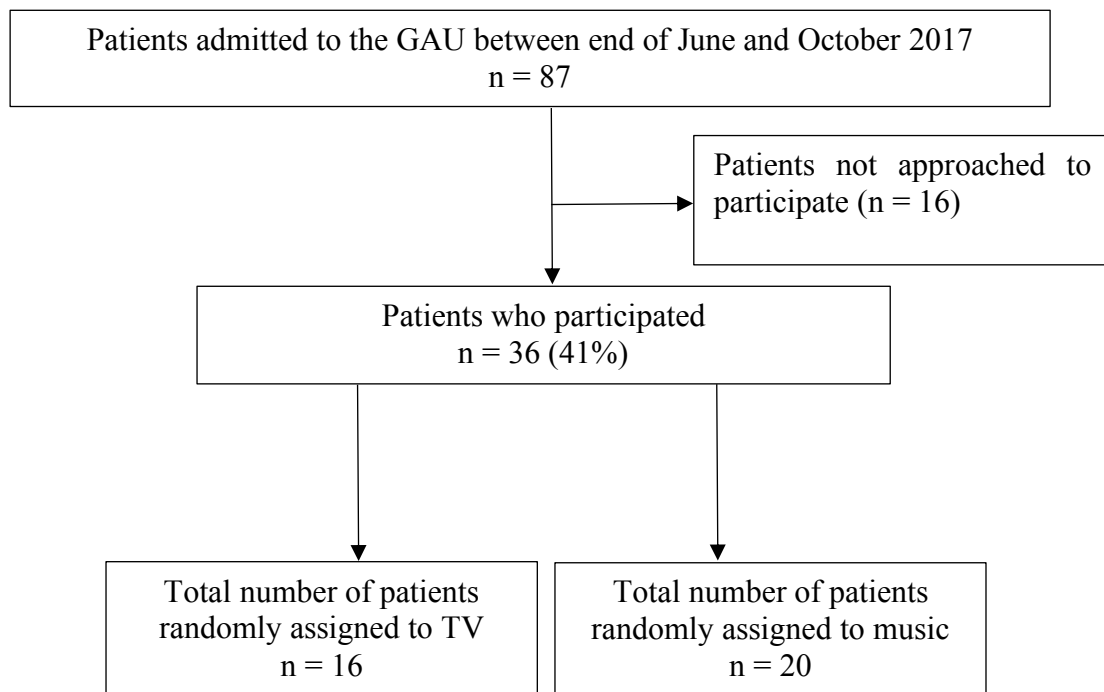 Patients admitted to the GAU between end of June and October 2017
n = 87
Patients not approached to
participate (n = 16)
Patients who participated
n = 36 (41%)
Total number of patients
randomly assigned to TV
n = 16
Total number of patients
randomly assigned to music
n = 20